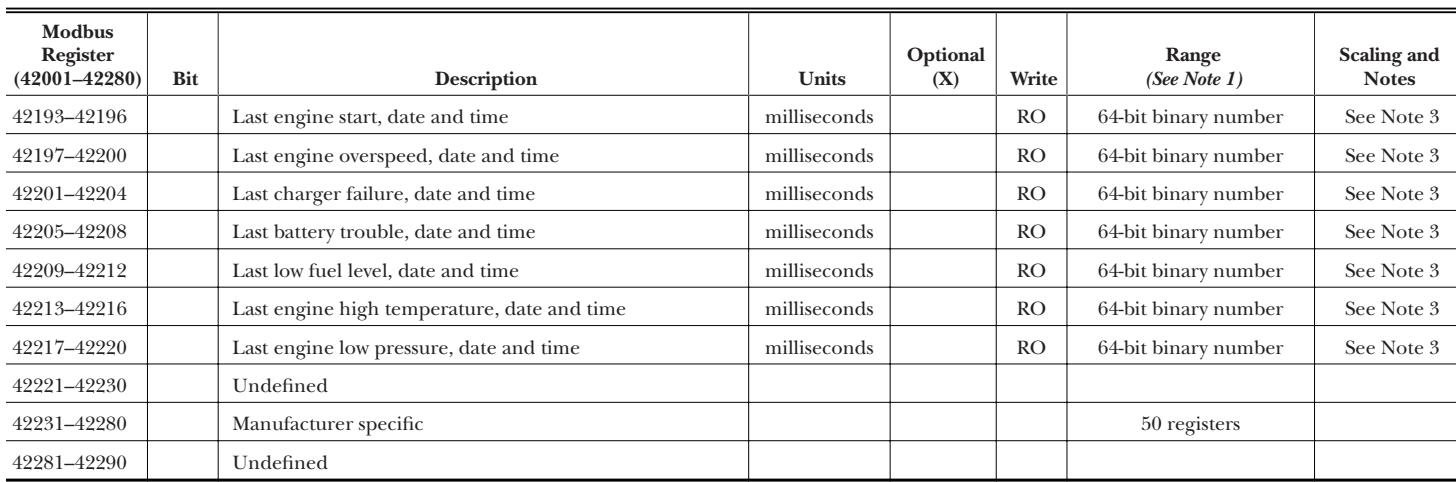 Modbus Register (42001–42280) Bit Description Units Optional (X) Write Range (See Note 1) Scaling and Notes
42193–42196 Last engine start, date and time milliseconds RO 64-bit binary number See Note 3
42197–42200 Last engine overspeed, date and time milliseconds RO 64-bit binary number See Note 3
42201–42204 Last charger failure, date and time milliseconds RO 64-bit binary number See Note 3
42205–42208 Last battery trouble, date and time milliseconds RO 64-bit binary number See Note 3
42209–42212 Last low fuel level, date and time milliseconds RO 64-bit binary number See Note 3
42213–42216 Last engine high temperature, date and time milliseconds RO 64-bit binary number See Note 3
42217–42220 Last engine low pressure, date and time milliseconds RO 64-bit binary number See Note 3
42221–42230 Undefined
42231–42280 Manufacturer specific 50 registers
42281–42290 Undefined